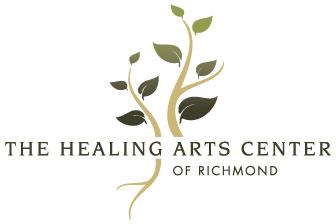 THE HEALING ARTS CENTER
OF RICHMOND